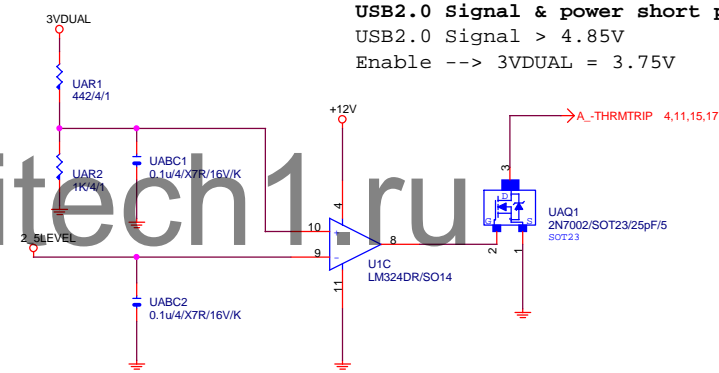 USB2.0 Signal & power short p
USB2.0 Signal > 4.85V
Enable --> 3VDUAL = 3.75V
3VDUAL
UAR1
442/4/1
+12V
A_-THRMTRIP 4,11,15,17
UAR2
1K/4/1
UABC1
0.1u/4/X7R/16V/K
3
4
D
G
S
UAQ1
2N7002/SOT23/25pF/5
SOT23
itech1.ru
10
+
8
2_5LEVEL
9
-
2
1
U1C
LM324DR/SO14
11
UABC2
0.1u/4/X7R/16V/K